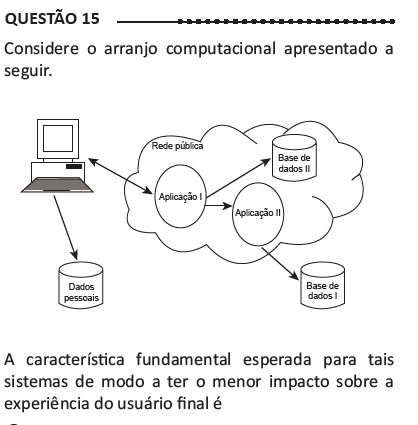 QUESTÃO 15
Considere o arranjo computacional apresentado a
seguir.
Rede pública
Base de
dados II
Aplicação I
Aplicação II
Dados
pessoais
Base de
dados I
A característica fundamental esperada para tais
sistemas de modo a ter o menor impacto sobre a
experiência do usuário final é